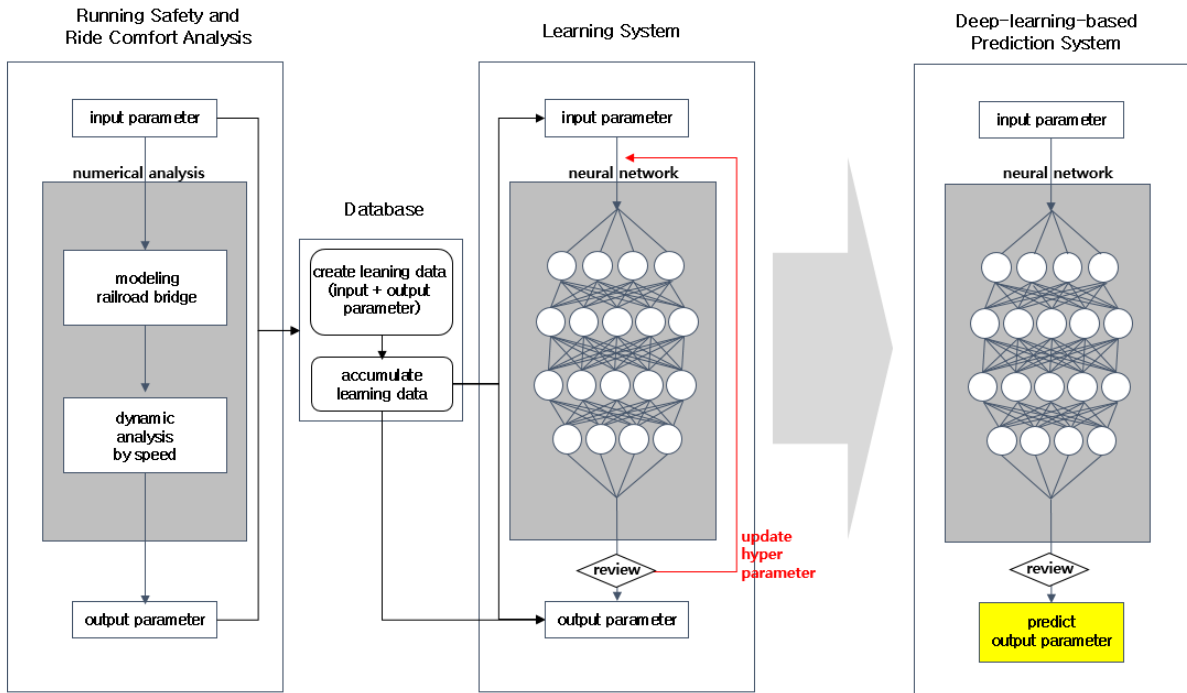 Running Safety and
Ride Comfort Analysis
input parameter
numerical analysis
modeling
railroad bridge
dynamic
analysis
by speed
output parameter
Database
create leaning data
(input + output
parameter)
accumulate
learning data
Learning System
input parameter
neural network
review
update
hyper
parameter
output parameter
Deep-learning-based
Prediction System
input parameter
neural network
review
predict
output parameter